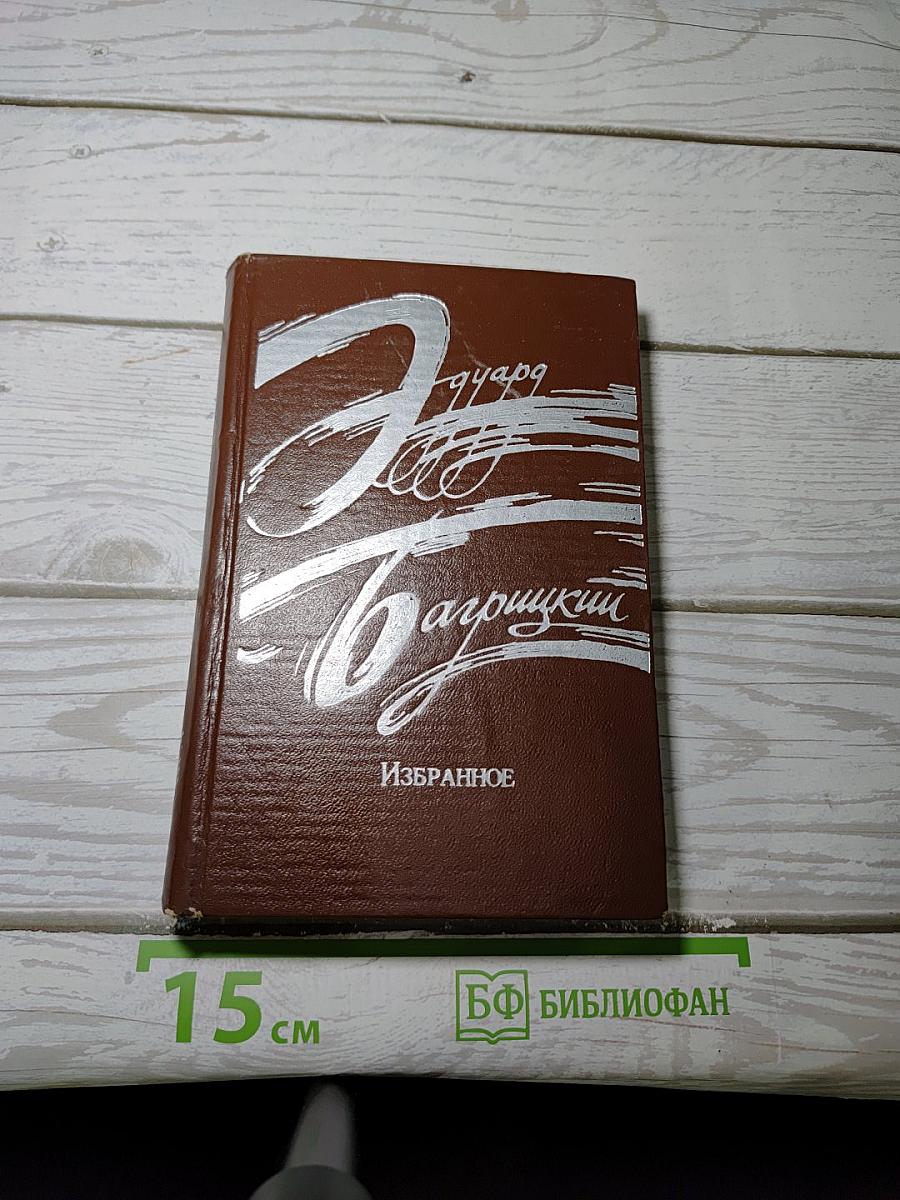 Эдуард
Багрицкий
Избранное
15 см
БФ БИБЛИОФАН